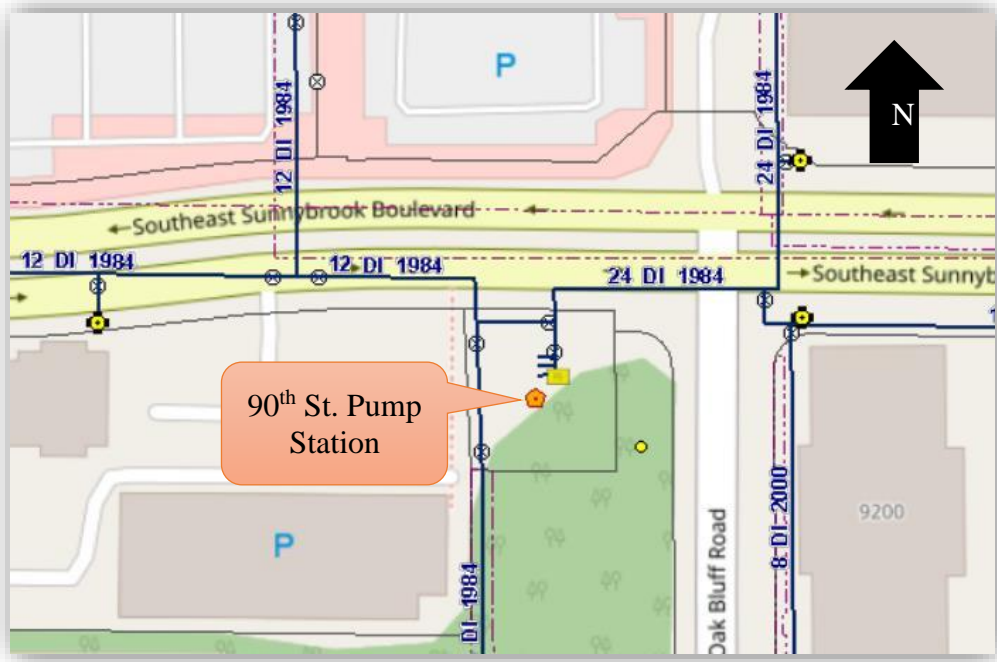 P
N
12 DI 1984
24 DI 1984
Southeast Sunnybrook Boulevard
12 DI 1984
12 DI 1984
24 DI 1984
Southeast Sunnyb
1
90th St. Pump
Station
P
DI 1984
Oak Bluff Road
8 DI 2000
9200